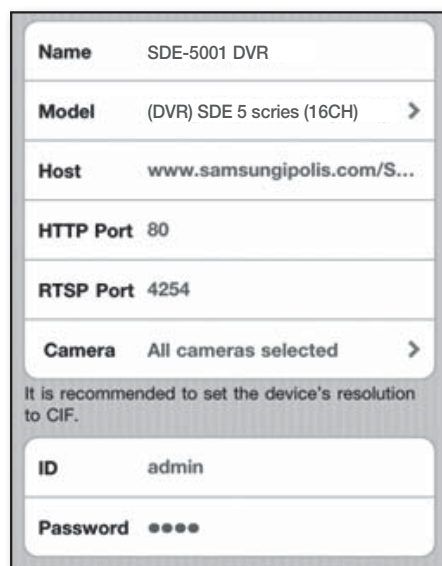 Name SDE-5001 DVR
Model (DVR) SDE 5 scries (16CH)
Host www.samsungipolis.com/S...
HTTP Port 80
RTSP Port 4254
Camera All cameras selected
It is recommended to set the device's resolution
to CIF.
ID admin
Password ●●●●